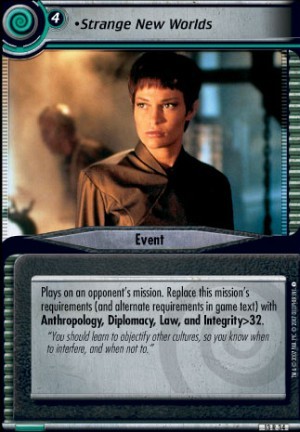 4
•Strange New Worlds
Event
Plays on an opponent's mission. Replace this mission's
requirements (and alternate requirements in game text) with
Anthropology, Diplomacy, Law, and Integrity>32.
"You should learn to objectify other cultures, so you know when
to interfere, and when not to."